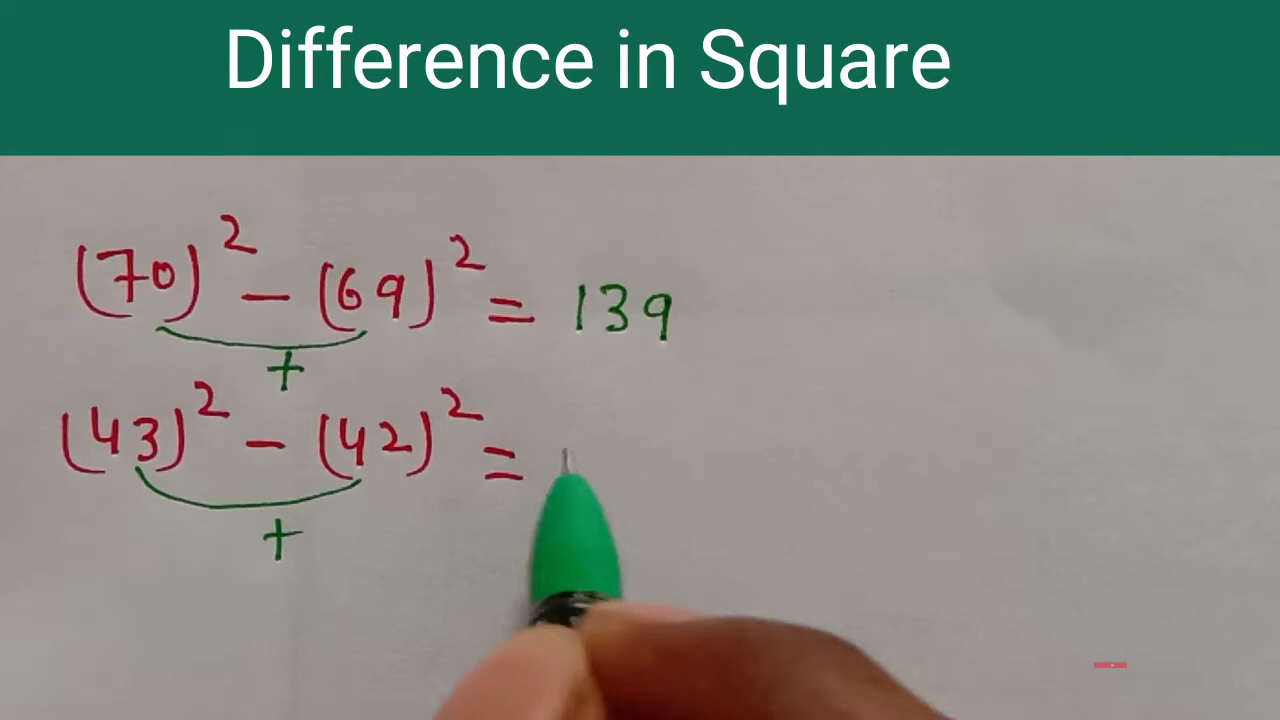 Difference in Square
(70)² - (69)² = 139
+
(43)² - (42)² =
+